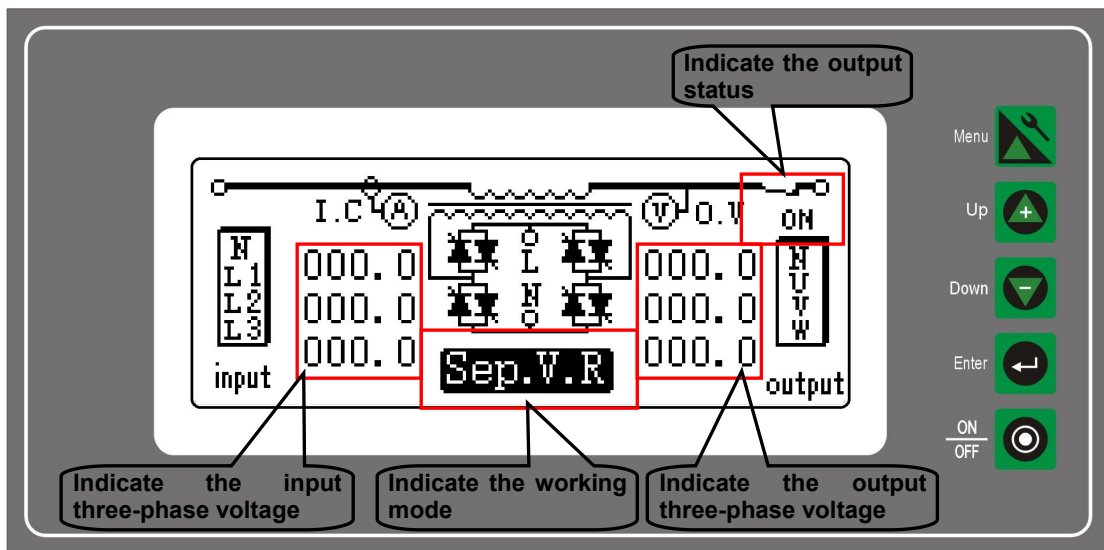 Indicate the output
status
Menu
I.C
A
V
O.V
ON
Up
N
L1
L2
L3
000.0
000.0
000.0
O
L
N
O
000.0
000.0
000.0
N
U
V
W
Down
input
Sep.V.R
output
Enter
ON
OFF
Indicate the input
three-phase voltage
Indicate the working
mode
Indicate the output
three-phase voltage